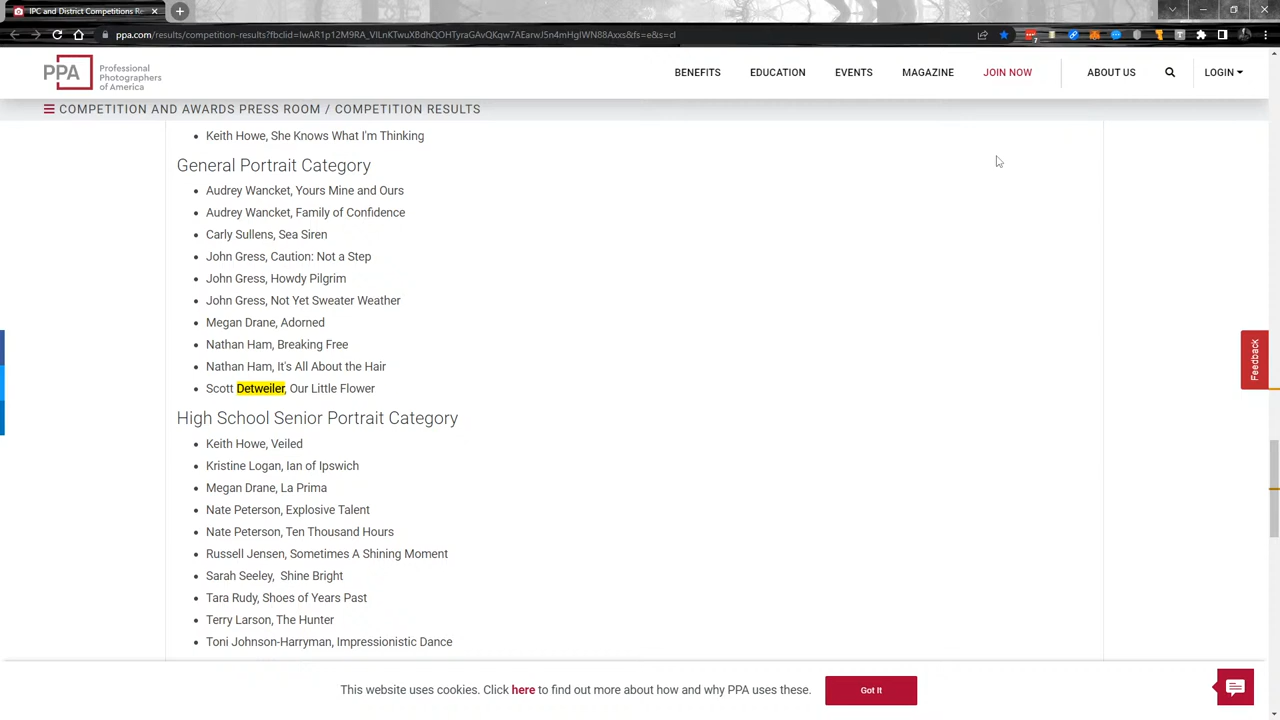 IPC and District Competitions Re
ppa.com/results/competition-results?fbclid=IwAR1p12M9RA_VILnKTwuXBdhQOHTyraGAvQKqw7AEarwJ5n4mHgIWN88Axxs&fs=e&s=cl
PPA Professional Photographers of America
BENEFITS EDUCATION EVENTS MAGAZINE JOIN NOW ABOUT US LOGIN
COMPETITION AND AWARDS PRESS ROOM / COMPETITION RESULTS
Keith Howe, She Knows What I'm Thinking
General Portrait Category
Audrey Wancket, Yours Mine and Ours
Audrey Wancket, Family of Confidence
Carly Sullens, Sea Siren
John Gress, Caution: Not a Step
John Gress, Howdy Pilgrim
John Gress, Not Yet Sweater Weather
Megan Drane, Adorned
Nathan Ham, Breaking Free
Nathan Ham, It's All About the Hair
Scott Detweiler, Our Little Flower
High School Senior Portrait Category
Keith Howe, Veiled
Kristine Logan, Ian of Ipswich
Megan Drane, La Prima
Nate Peterson, Explosive Talent
Nate Peterson, Ten Thousand Hours
Russell Jensen, Sometimes A Shining Moment
Sarah Seeley,  Shine Bright
Tara Rudy, Shoes of Years Past
Terry Larson, The Hunter
Toni Johnson-Harryman, Impressionistic Dance
Feedback
This website uses cookies. Click here to find out more about how and why PPA uses these. Got It